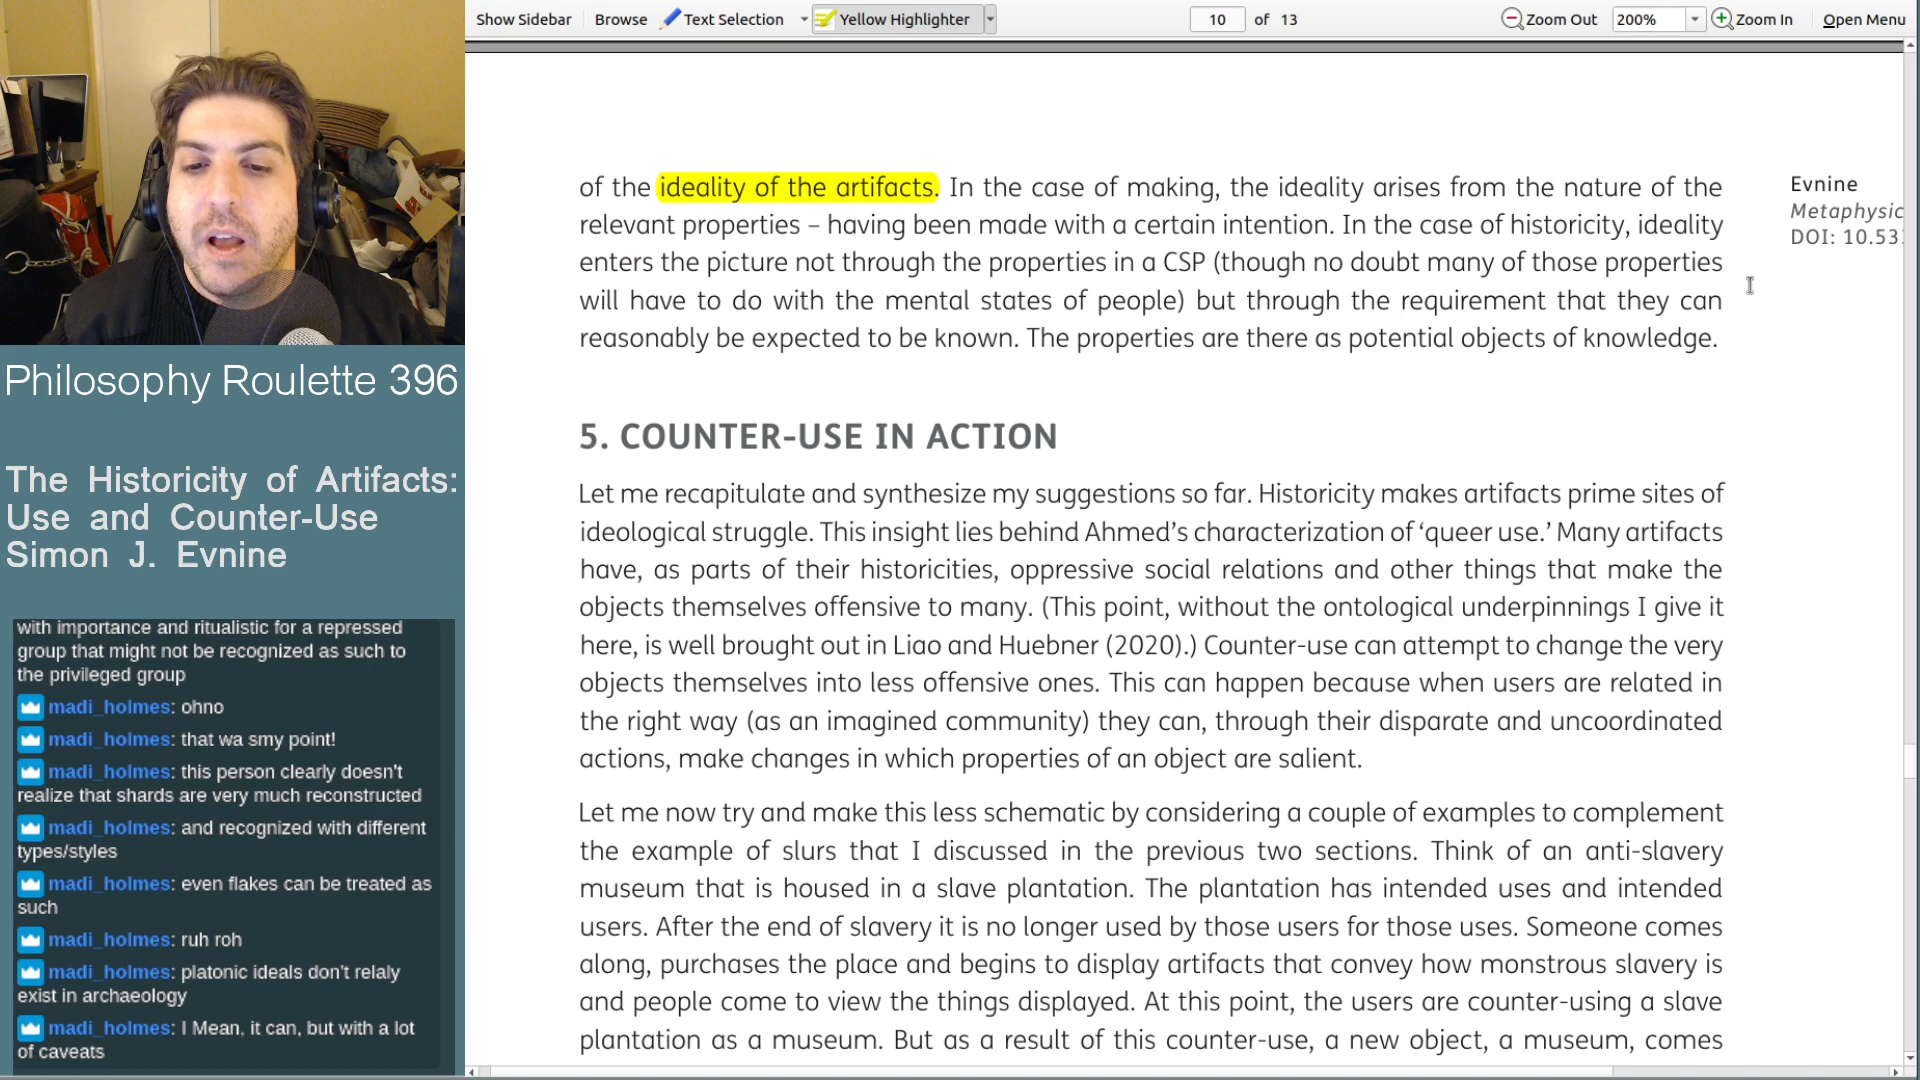 Show Sidebar Browse Text Selection Yellow Highlighter 10 of 13 Zoom Out 200% Zoom In Open Menu
of the ideality of the artifacts. In the case of making, the ideality arises from the nature of the
relevant properties – having been made with a certain intention. In the case of historicity, ideality
enters the picture not through the properties in a CSP (though no doubt many of those properties
will have to do with the mental states of people) but through the requirement that they can
reasonably be expected to be known. The properties are there as potential objects of knowledge.
Evnine
Metaphysic
DOI: 10.53
5. COUNTER-USE IN ACTION
Let me recapitulate and synthesize my suggestions so far. Historicity makes artifacts prime sites of
ideological struggle. This insight lies behind Ahmed’s characterization of ‘queer use.’ Many artifacts
have, as parts of their historicities, oppressive social relations and other things that make the
objects themselves offensive to many. (This point, without the ontological underpinnings I give it
here, is well brought out in Liao and Huebner (2020).) Counter-use can attempt to change the very
objects themselves into less offensive ones. This can happen because when users are related in
the right way (as an imagined community) they can, through their disparate and uncoordinated
actions, make changes in which properties of an object are salient.
Let me now try and make this less schematic by considering a couple of examples to complement
the example of slurs that I discussed in the previous two sections. Think of an anti-slavery
museum that is housed in a slave plantation. The plantation has intended uses and intended
users. After the end of slavery it is no longer used by those users for those uses. Someone comes
along, purchases the place and begins to display artifacts that convey how monstrous slavery is
and people come to view the things displayed. At this point, the users are counter-using a slave
plantation as a museum. But as a result of this counter-use, a new object, a museum, comes
Philosophy Roulette 396
The Historicity of Artifacts:
Use and Counter-Use
Simon J. Evnine
with importance and ritualistic for a repressed
group that might not be recognized as such to
the privileged group
madi_holmes: ohno
madi_holmes: that wa smy point!
madi_holmes: this person clearly doesn't
realize that shards are very much reconstructed
madi_holmes: and recognized with different
types/styles
madi_holmes: even flakes can be treated as
such
madi_holmes: ruh roh
madi_holmes: platonic ideals don't relaly
exist in archaeology
madi_holmes: I Mean, it can, but with a lot
of caveats